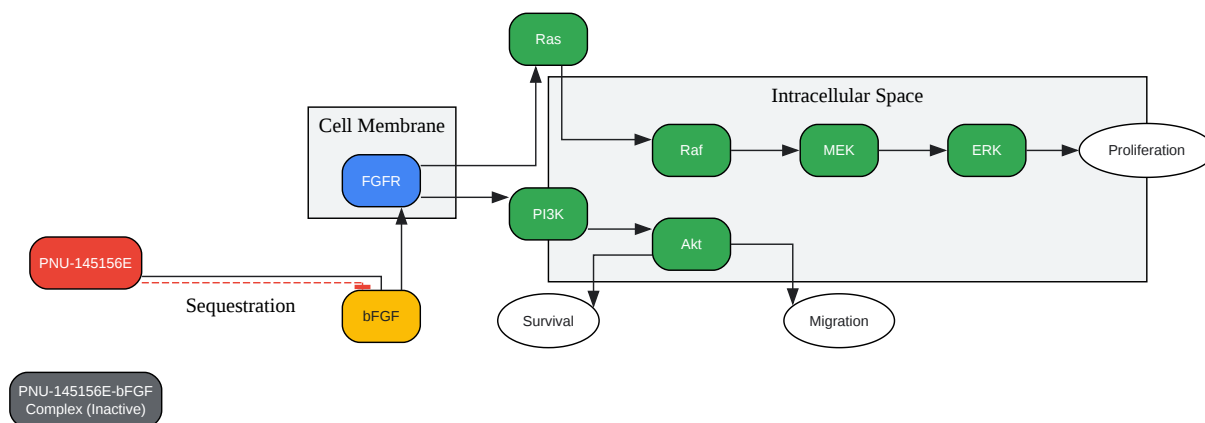 Ras
Intracellular Space
Cell Membrane
Raf
MEK
ERK
Proliferation
FGFR
PI3K
Akt
PNU-145156E
Sequestration
bFGF
Survival
Migration
PNU-145156E-bFGF
Complex (Inactive)